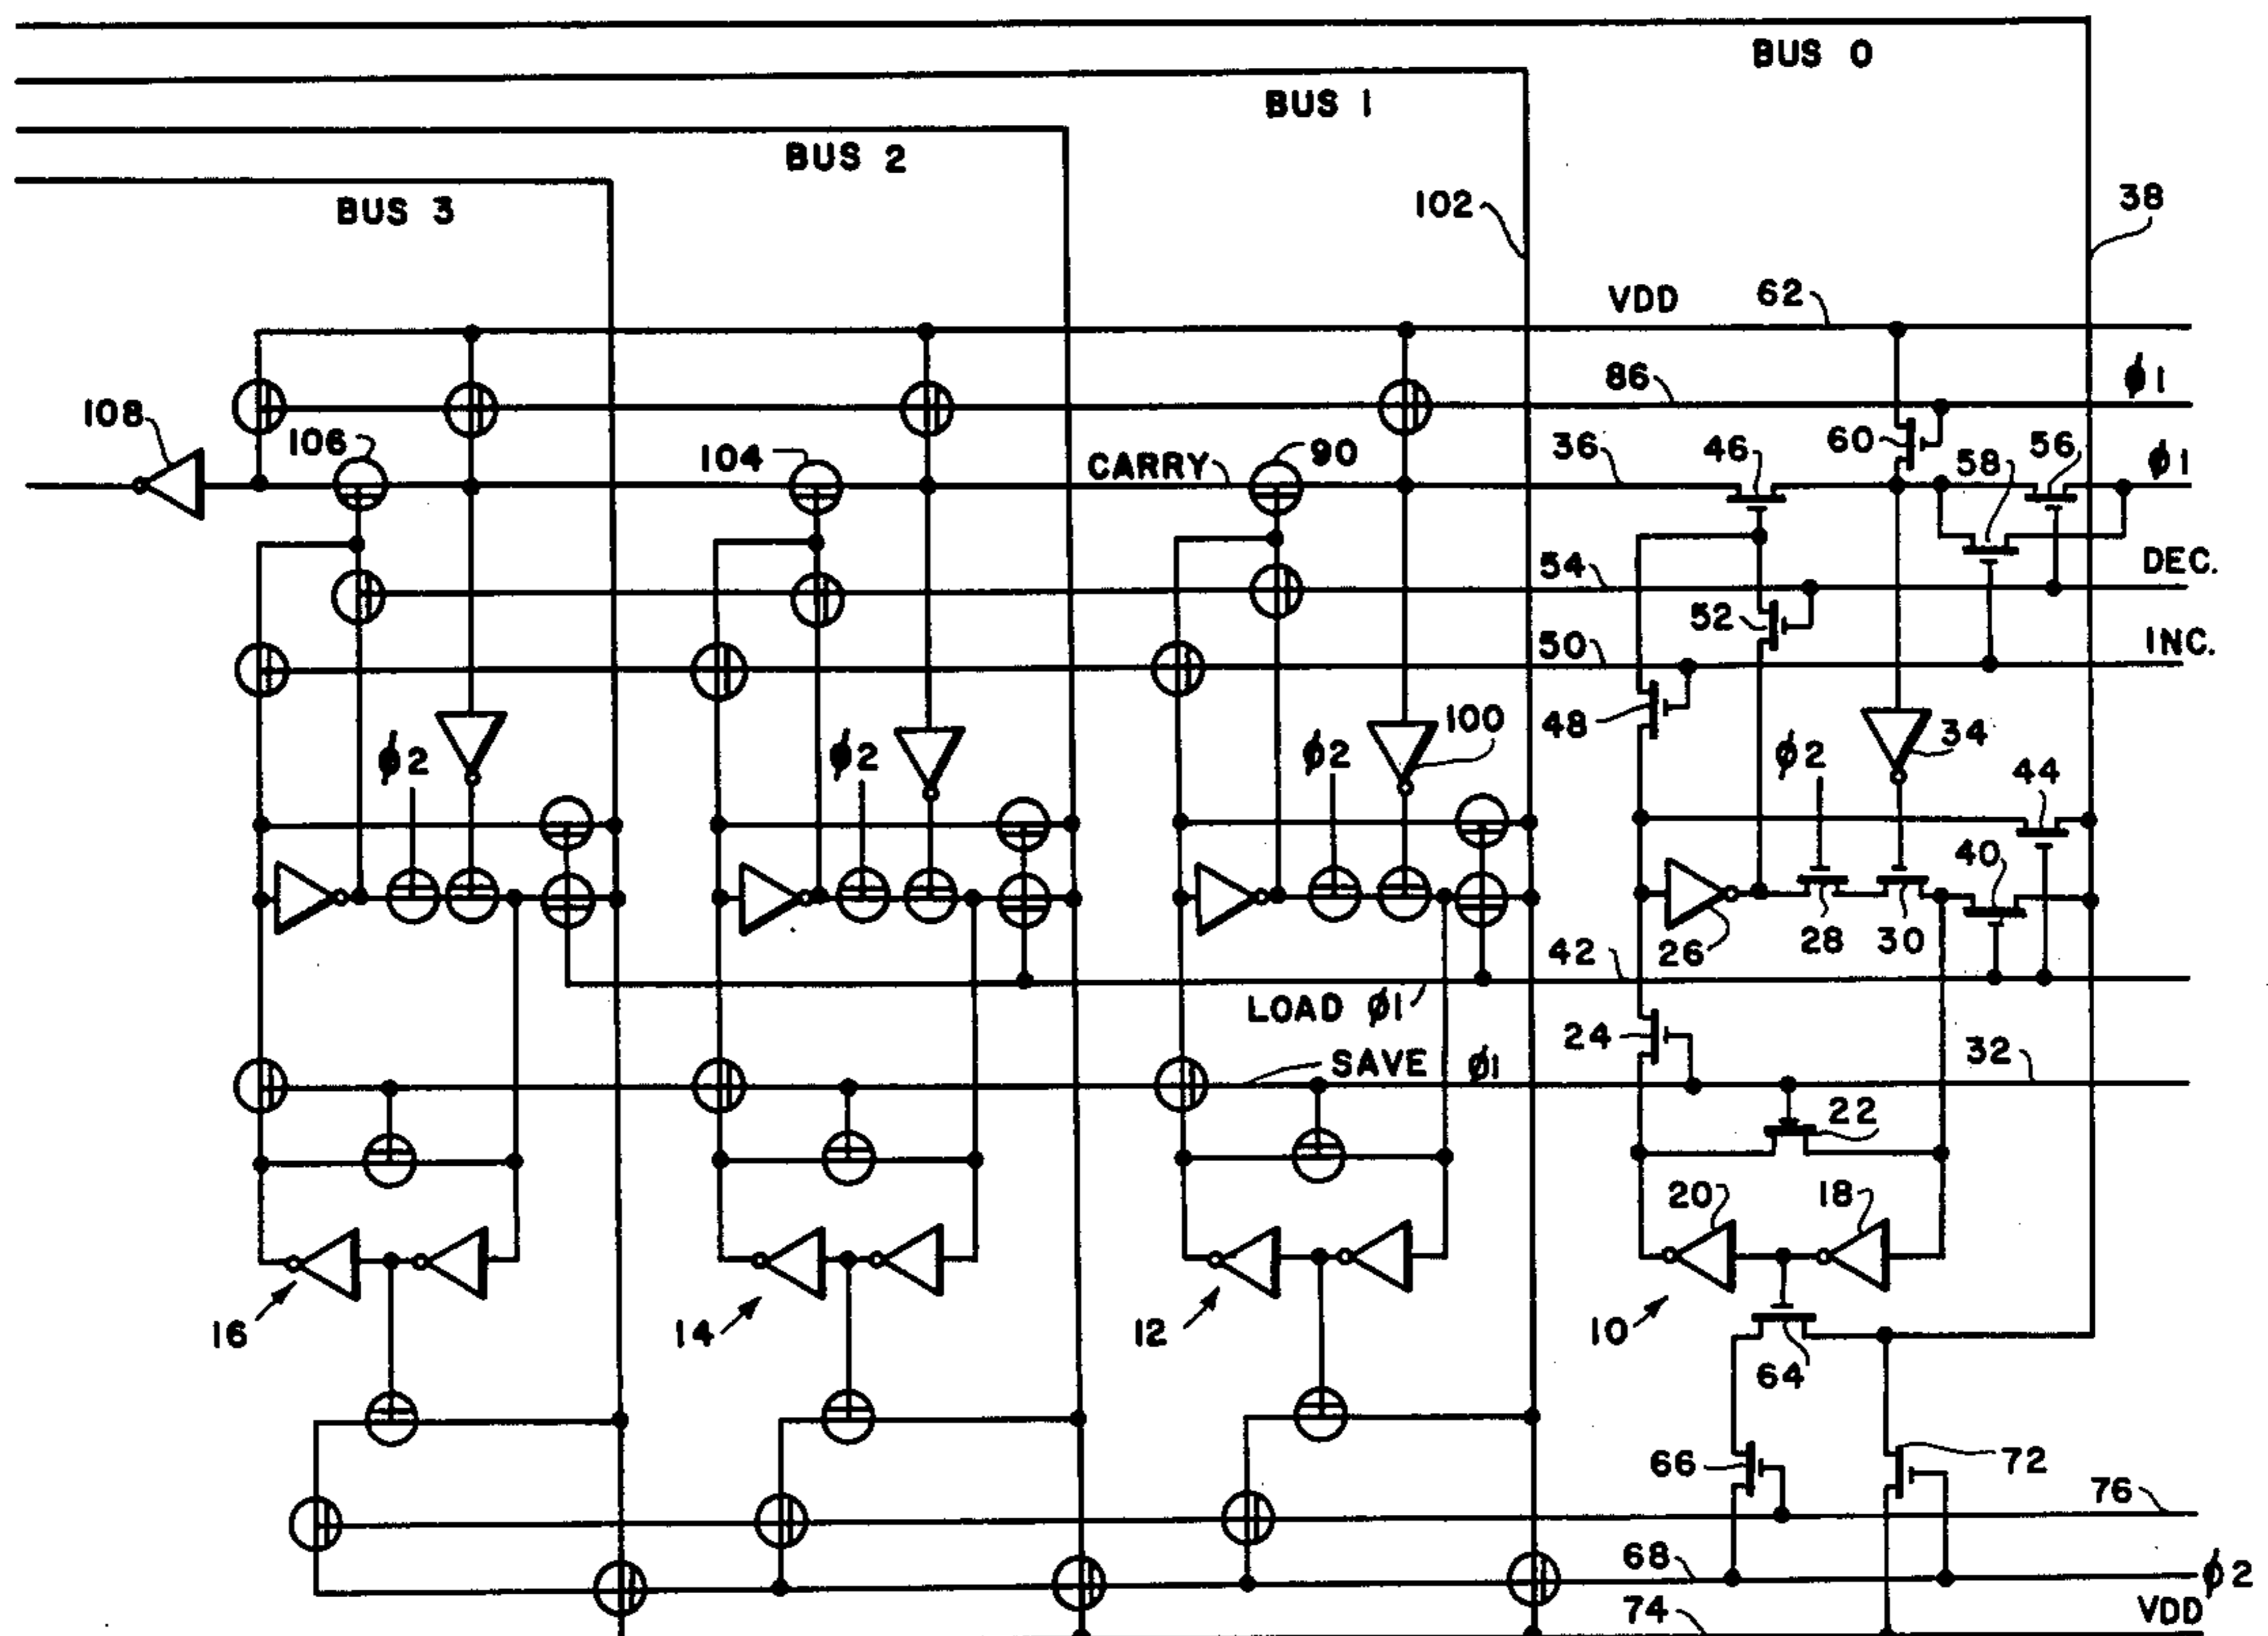 BUS 0
BUS 1
BUS 2
BUS 3
102
38
VDD
62
86
φ1
108
106
104
CARRY
90
36
46
60
58
56
φ1
54
DEC.
52
50
INC.
48
φ2
φ2
φ2
100
φ2
34
44
40
42
26
28
30
LOAD φ1
24
SAVE φ1
32
22
20
18
16
14
12
10
64
66
72
76
68
φ2
74
VDD